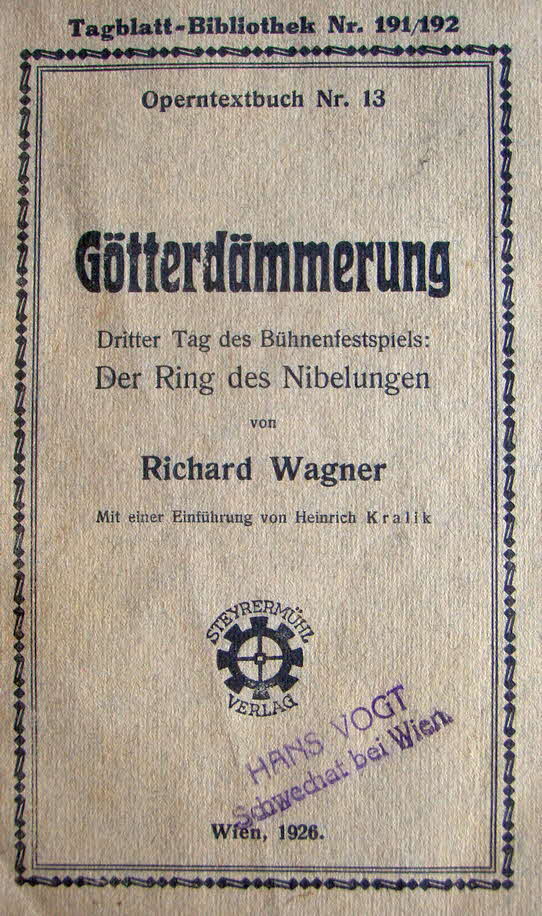 Tagblatt-Bibliothek Nr. 191/192
Operntextbuch Nr. 13
Götterdämmerung
Dritter Tag des Bühnenfestspiels:
Der Ring des Nibelungen
von
Richard Wagner
Mit einer Einführung von Heinrich Kralik
STEYRERMÜHL
VERLAG
HANS VOGT
Schwechat bei Wien
Wien, 1926.